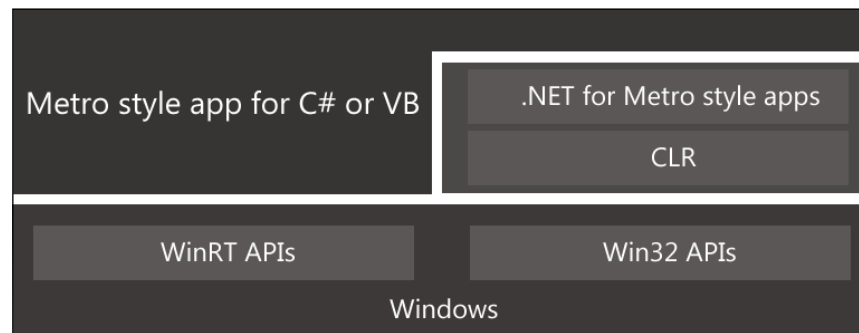 Metro style app for C# or VB
.NET for Metro style apps
CLR
WinRT APIs
Win32 APIs
Windows